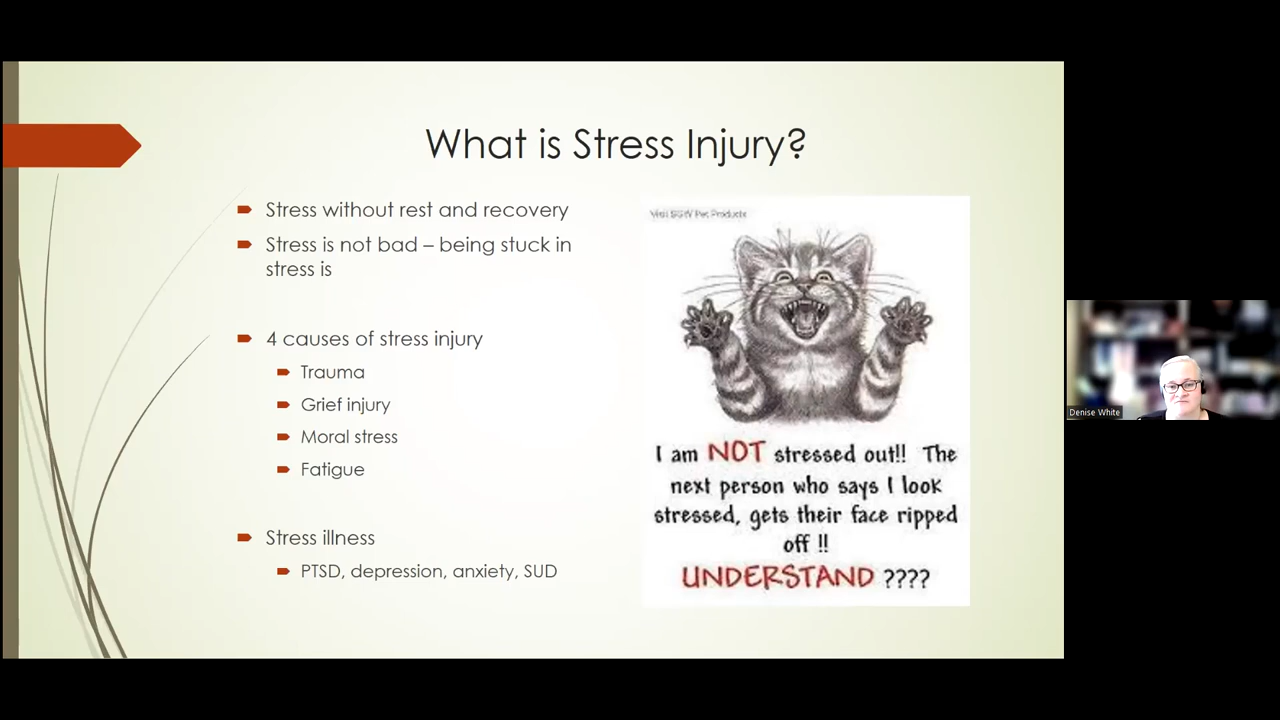 What is Stress Injury?
Stress without rest and recovery
Stress is not bad – being stuck in
stress is
4 causes of stress injury
Trauma
Grief injury
Moral stress
Fatigue
Stress illness
PTSD, depression, anxiety, SUD
Pet Products
I am NOT stressed out!! The
next person who says I look
stressed, gets their face ripped
off !!
UNDERSTAND ????
Denise White